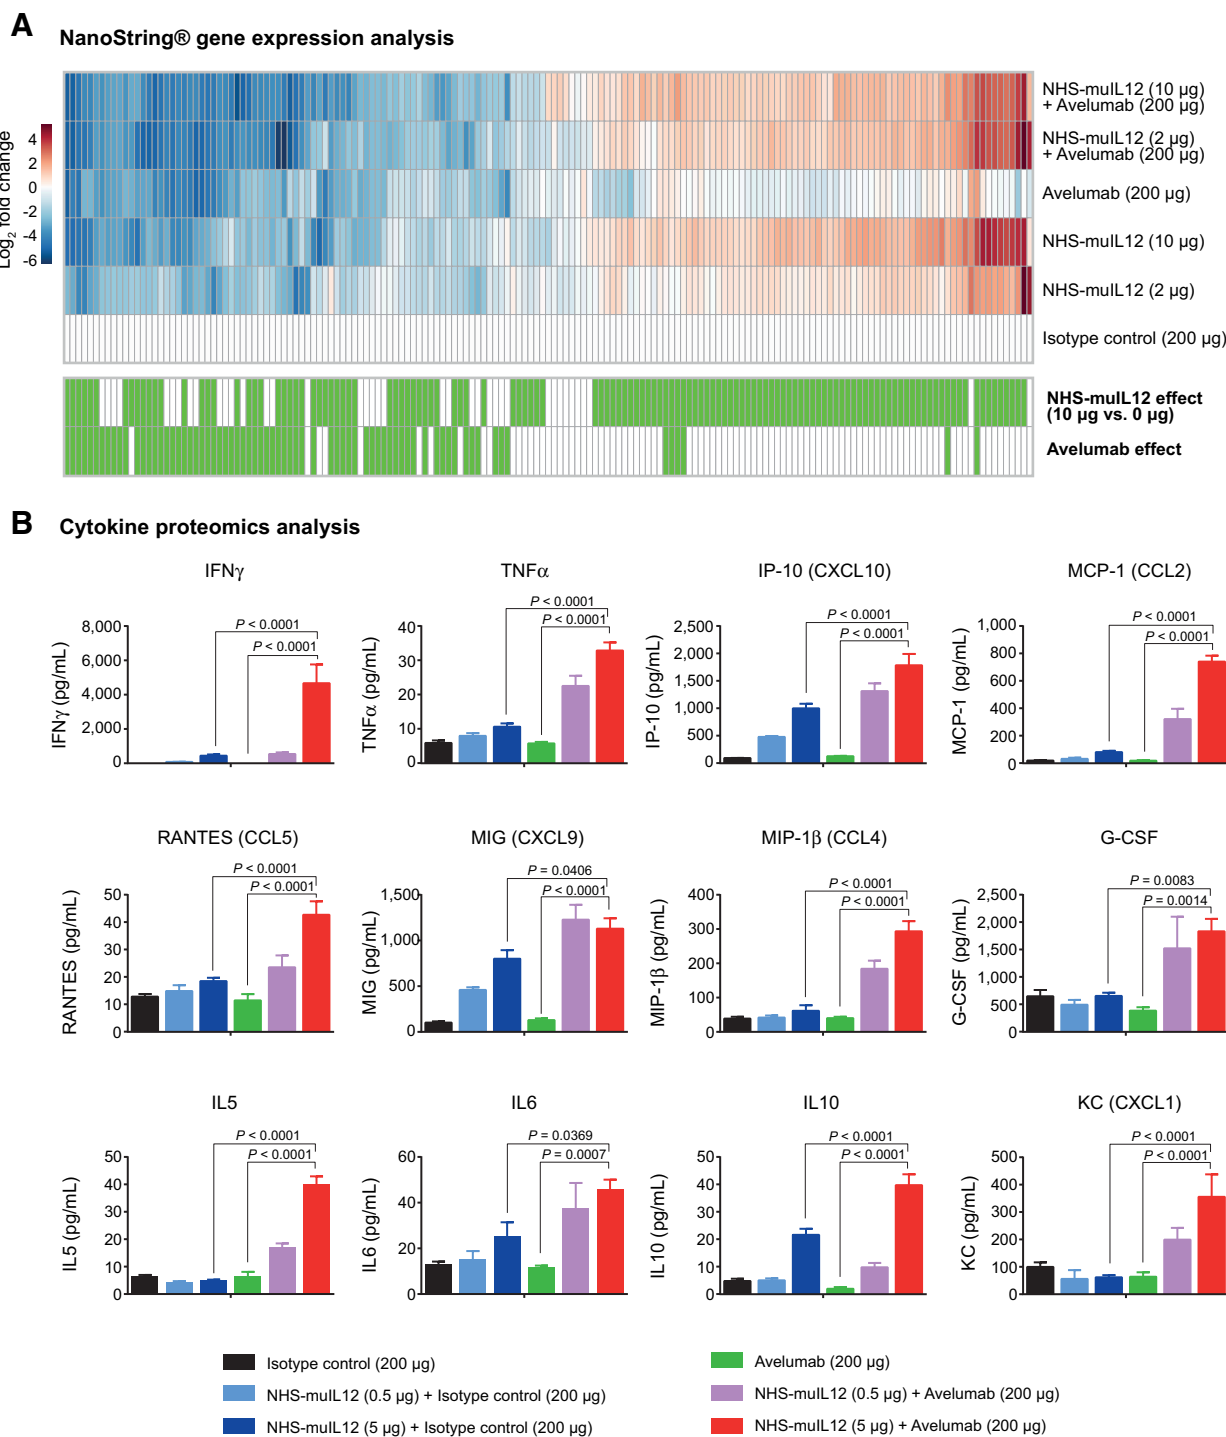 A NanoString® gene expression analysis
NHS-muIL12 (10 µg)
+ Avelumab (200 µg)
NHS-muIL12 (2 µg)
+ Avelumab (200 µg)
Avelumab (200 µg)
NHS-muIL12 (10 µg)
NHS-muIL12 (2 µg)
Isotype control (200 µg)
Log2 fold change
4
2
0
-2
-4
-6
NHS-muIL12 effect
(10 µg vs. 0 µg)
Avelumab effect
B Cytokine proteomics analysis
IFNγ
P < 0.0001
P < 0.0001
IFNγ (pg/mL)
8,000
6,000
4,000
2,000
0
TNFα
P < 0.0001
P < 0.0001
TNFα (pg/mL)
40
30
20
10
0
IP-10 (CXCL10)
P < 0.0001
P < 0.0001
IP-10 (pg/mL)
2,500
2,000
1,500
1,000
500
0
MCP-1 (CCL2)
P < 0.0001
P < 0.0001
MCP-1 (pg/mL)
1,000
800
600
400
200
0
RANTES (CCL5)
P < 0.0001
P < 0.0001
RANTES (pg/mL)
50
40
30
20
10
0
MIG (CXCL9)
P = 0.0406
P < 0.0001
MIG (pg/mL)
1,500
1,000
500
0
MIP-1β (CCL4)
P < 0.0001
P < 0.0001
MIP-1β (pg/mL)
400
300
200
100
0
G-CSF
P = 0.0083
P = 0.0014
G-CSF (pg/mL)
2,500
2,000
1,500
1,000
500
0
IL5
P < 0.0001
P < 0.0001
IL5 (pg/mL)
50
40
30
20
10
0
IL6
P = 0.0369
P = 0.0007
IL6 (pg/mL)
60
40
20
0
IL10
P < 0.0001
P < 0.0001
IL10 (pg/mL)
50
40
30
20
10
0
KC (CXCL1)
P < 0.0001
P < 0.0001
KC (pg/mL)
500
400
300
200
100
0
Isotype control (200 µg)
NHS-muIL12 (0.5 µg) + Isotype control (200 µg)
NHS-muIL12 (5 µg) + Isotype control (200 µg)
Avelumab (200 µg)
NHS-muIL12 (0.5 µg) + Avelumab (200 µg)
NHS-muIL12 (5 µg) + Avelumab (200 µg)